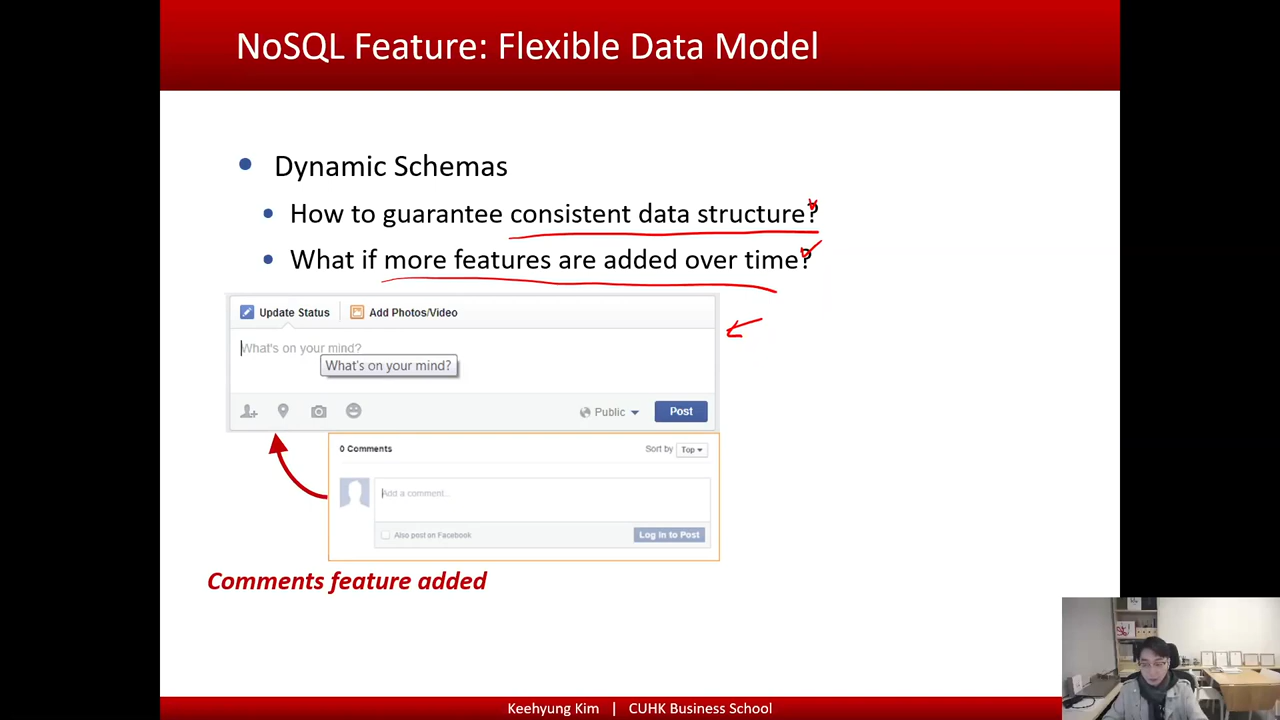 NoSQL Feature: Flexible Data Model
Dynamic Schemas
How to guarantee consistent data structure?
What if more features are added over time?
Update Status
Add Photos/Video
What's on your mind?
What's on your mind?
Public
Post
0 Comments
Sort by
Top
Add a comment...
Also post on Facebook
Log in to Post
Comments feature added
Keehyung Kim | CUHK Business School